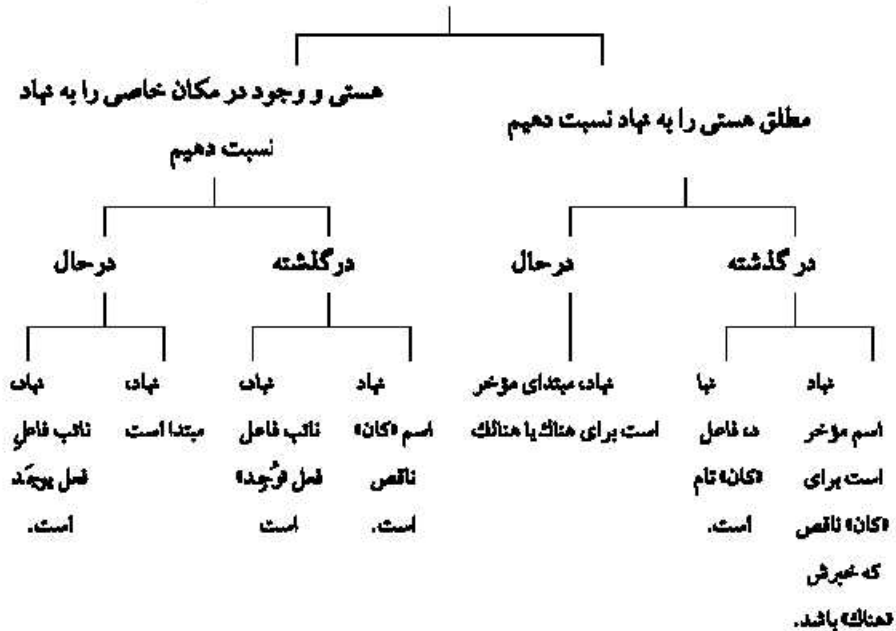 مطلق هستی را به نهاد نسبت دهیم
هستی و وجود در مکان خاصی را به نهاد
نسبت دهیم
در گذشته
در حال
در گذشته
در حال
نهاد
اسم مؤخر
است برای
«کان» ناقص
که خبرش
«هناك» باشد.
نها
د، فاعل
«کان» تام
است.
نهاد، مبتدای مؤخر
است برای هناك یا هنالك
نهاد
اسم «کان»
ناقص
است.
نهاد،
نائب فاعل
فعل «وُجِد»
است
نهاد،
مبتدا است
نهاد،
نائب فاعلِ
فعل یوجَد
است.